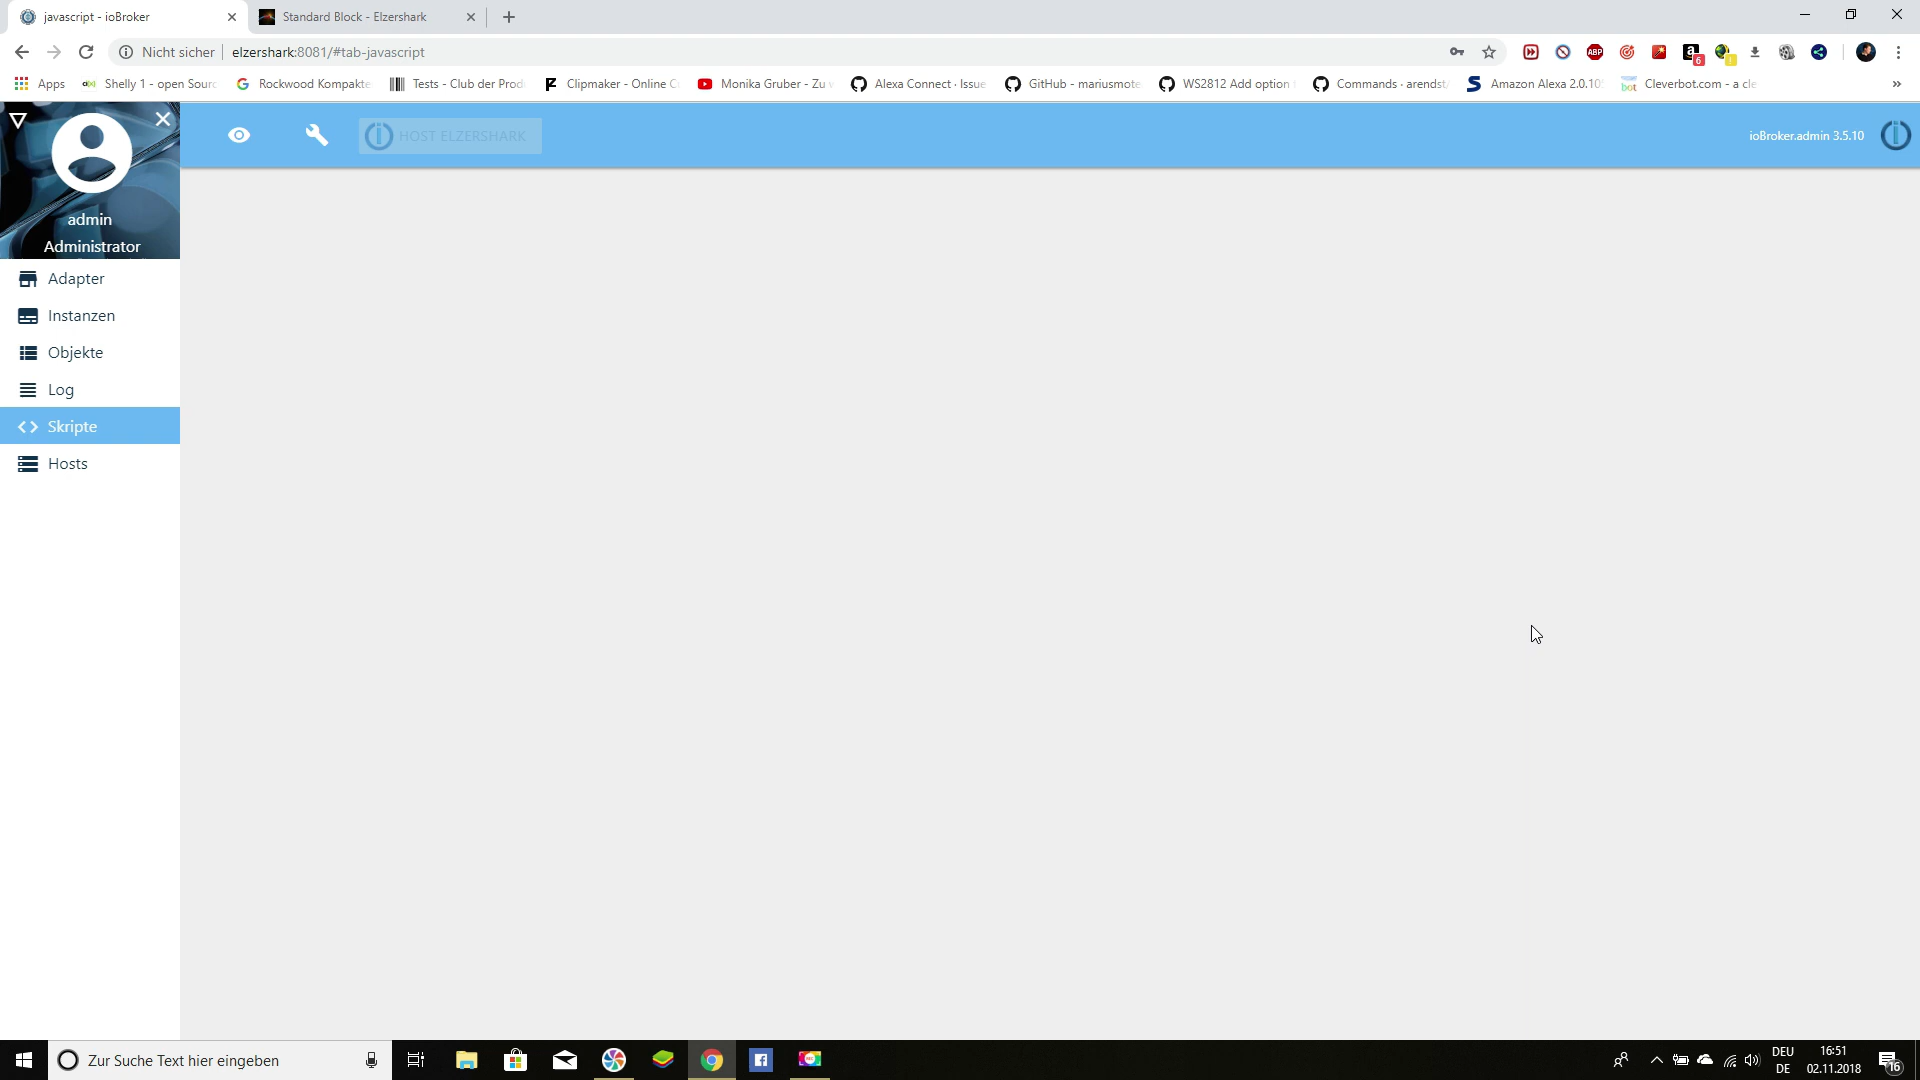 javascript - ioBroker
Standard Block - Elzershark
Nicht sicher
elzershark:8081/#tab-javascript
6
Apps
Shelly 1 - open Sourc
Rockwood Kompakte
Tests - Club der Prod
Clipmaker - Online C
Monika Gruber - Zu
Alexa Connect · Issue
GitHub - mariusmote
WS2812 Add option
Commands · arendst/
Amazon Alexa 2.0.105
Cleverbot.com - a cle
HOST ELZERSHARK
ioBroker.admin 3.5.10
admin
Administrator
Adapter
Instanzen
Objekte
Log
Skripte
Hosts
Zur Suche Text hier eingeben
DEU
DE
16:51
02.11.2018
16